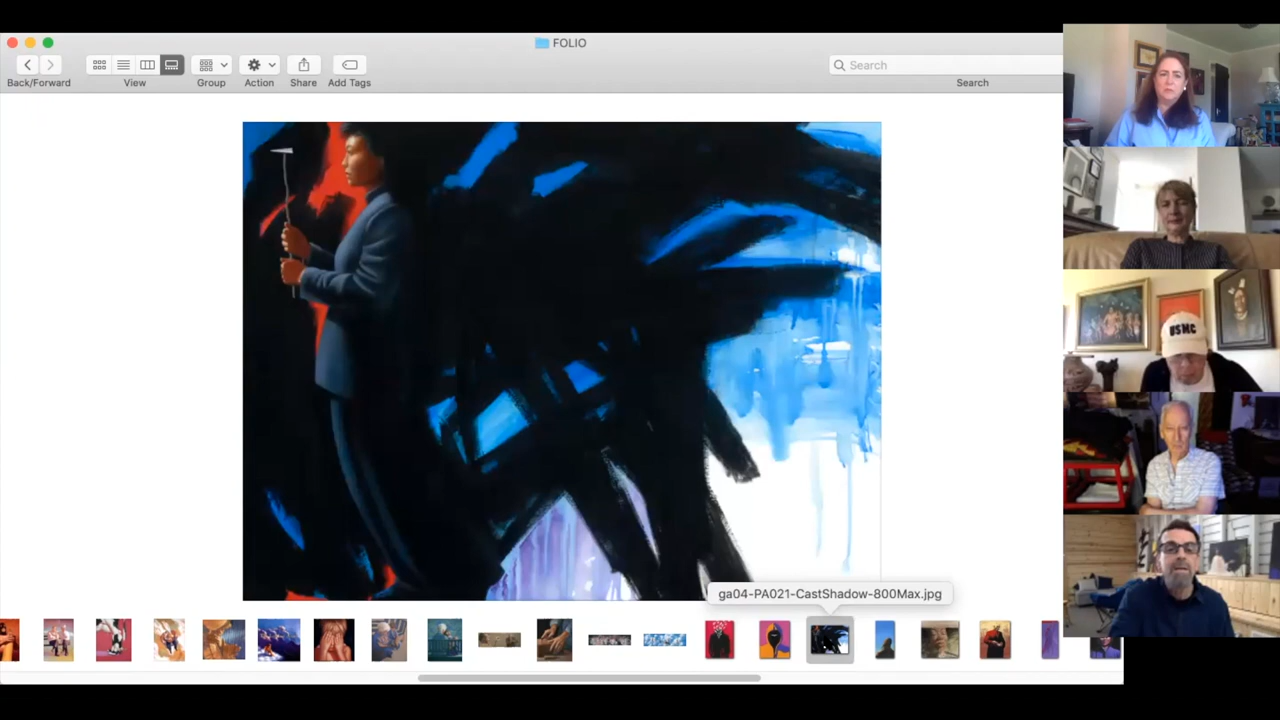 FOLIO
Search
Back/Forward
View
Group
Action
Share
Add Tags
Search
USMC
ga04-PA021-CastShadow-800Max.jpg